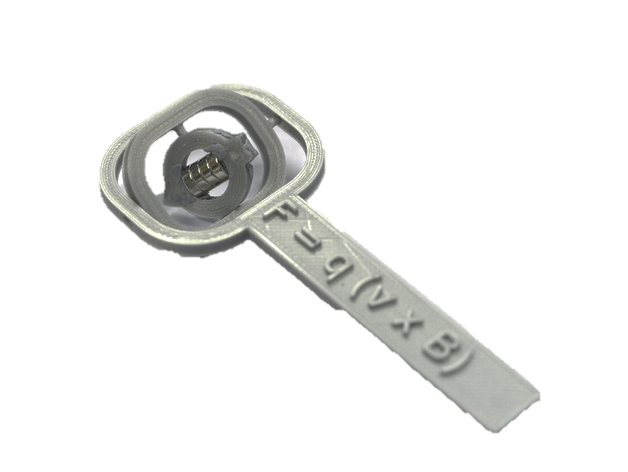 F = q (v x B)